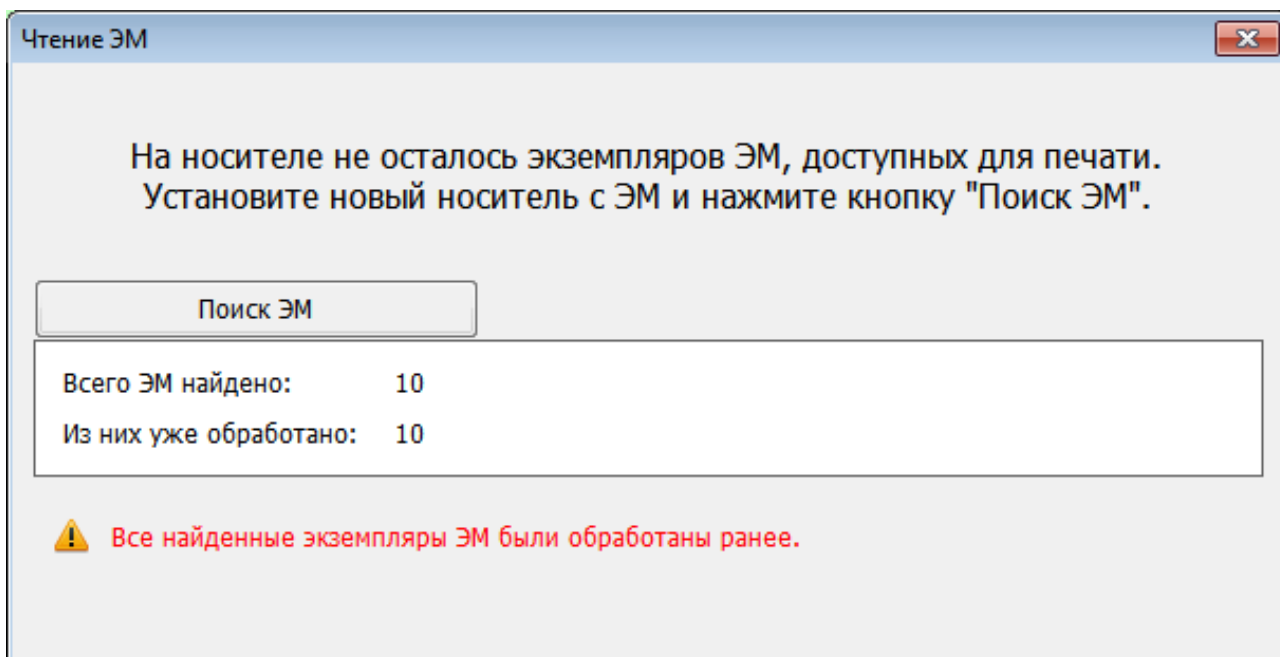 Чтение ЭМ
На носителе не осталось экземпляров ЭМ, доступных для печати.
Установите новый носитель с ЭМ и нажмите кнопку "Поиск ЭМ".
Поиск ЭМ
Всего ЭМ найдено: 10
Из них уже обработано: 10
Все найденные экземпляры ЭМ были обработаны ранее.